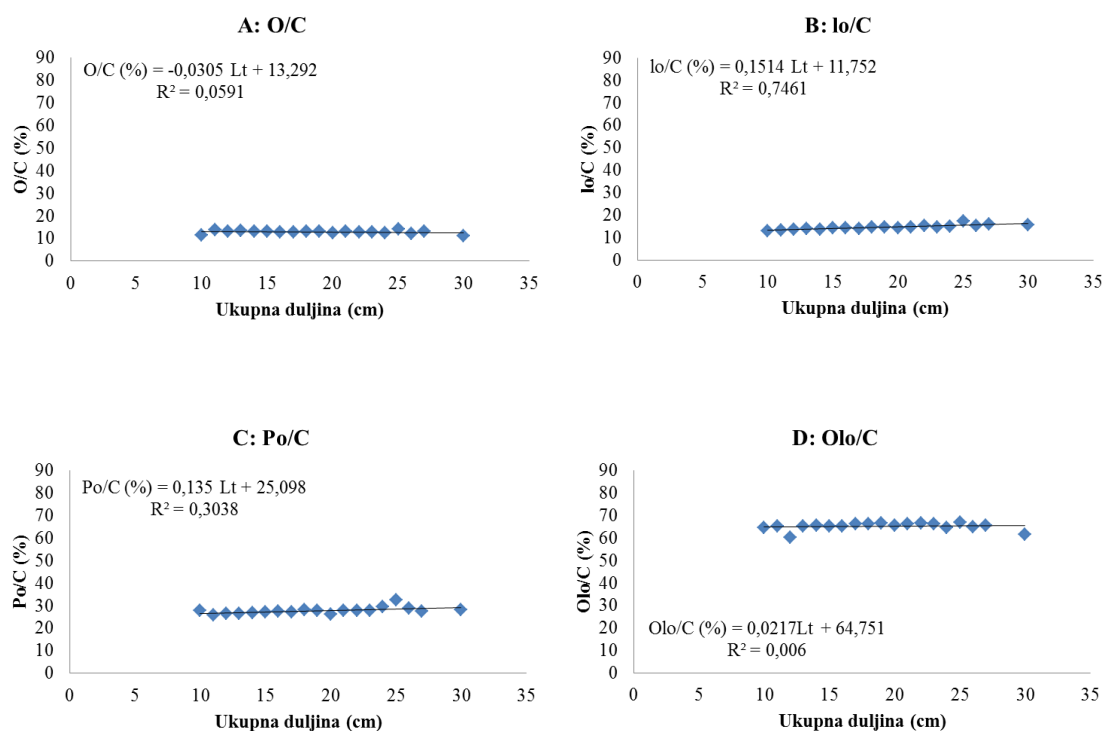 A: O/C
O/C (%) = -0,0305 Lt + 13,292
R² = 0,0591
O/C (%)
90
80
70
60
50
40
30
20
10
0
0 5 10 15 20 25 30 35
Ukupna duljina (cm)
B: lo/C
lo/C (%) = 0,1514 Lt + 11,752
R² = 0,7461
lo/C (%)
90
80
70
60
50
40
30
20
10
0
0 5 10 15 20 25 30 35
Ukupna duljina (cm)
C: Po/C
Po/C (%) = 0,135 Lt + 25,098
R² = 0,3038
Po/C (%)
90
80
70
60
50
40
30
20
10
0
0 5 10 15 20 25 30 35
Ukupna duljina (cm)
D: Olo/C
Olo/C (%)
90
80
70
60
50
40
30
20
10
0
Olo/C (%) = 0,0217Lt + 64,751
R² = 0,006
0 5 10 15 20 25 30 35
Ukupna duljina (cm)